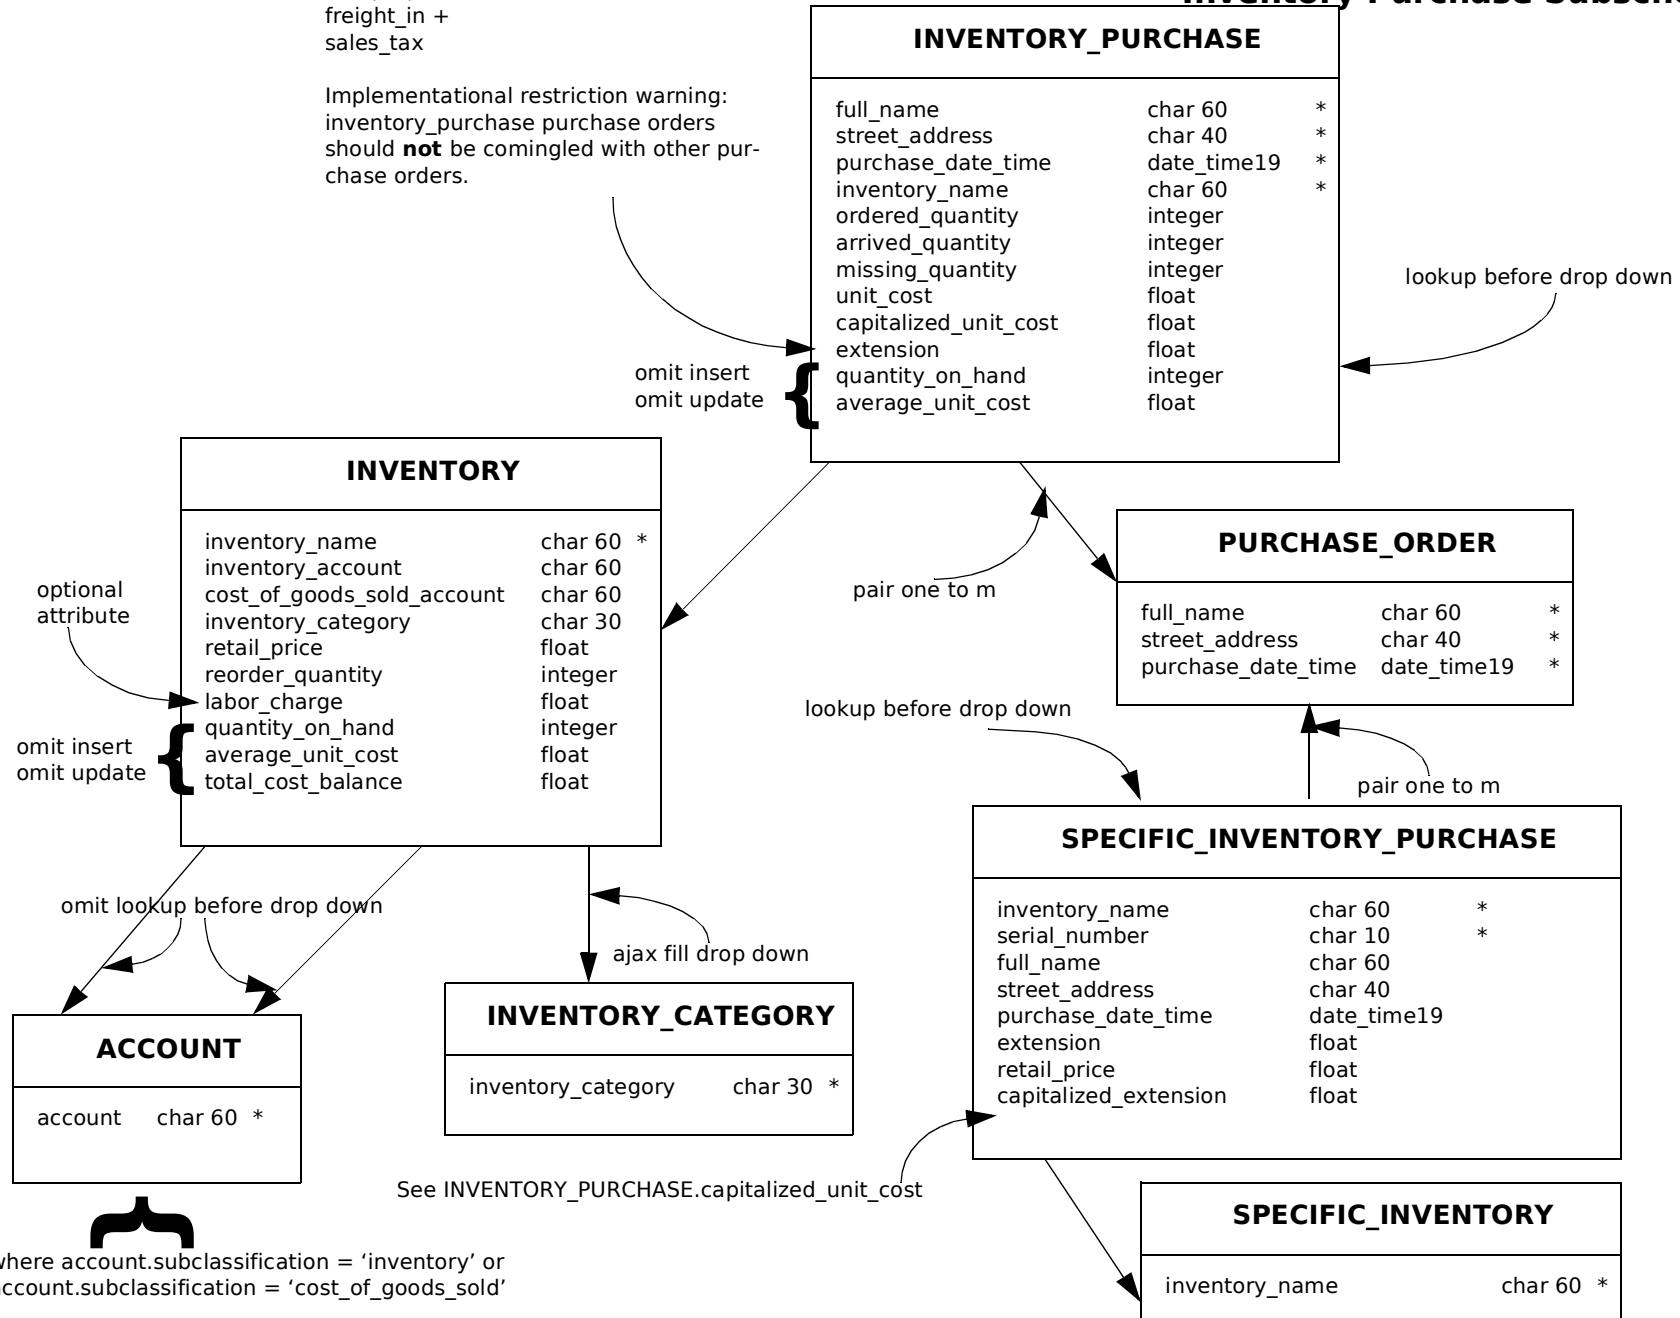 Inventory Purchase
freight_in +
sales_tax
Implementational restriction warning:
inventory_purchase purchase orders
should not be comingled with other pur-
chase orders.
INVENTORY_PURCHASE
full_name char 60 *
street_address char 40 *
purchase_date_time date_time19 *
inventory_name char 60 *
ordered_quantity integer
arrived_quantity integer
missing_quantity integer
unit_cost float
capitalized_unit_cost float
extension float
quantity_on_hand integer
average_unit_cost float
lookup before drop down
omit insert
omit update
INVENTORY
inventory_name char 60 *
inventory_account char 60
cost_of_goods_sold_account char 60
inventory_category char 30
retail_price float
reorder_quantity integer
labor_charge float
quantity_on_hand integer
average_unit_cost float
total_cost_balance float
optional
attribute
omit insert
omit update
pair one to m
PURCHASE_ORDER
full_name char 60 *
street_address char 40 *
purchase_date_time date_time19 *
lookup before drop down
pair one to m
SPECIFIC_INVENTORY_PURCHASE
inventory_name char 60 *
serial_number char 10 *
full_name char 60
street_address char 40
purchase_date_time date_time19
extension float
retail_price float
capitalized_extension float
omit lookup before drop down
ajax fill drop down
ACCOUNT
account char 60 *
INVENTORY_CATEGORY
inventory_category char 30 *
See INVENTORY_PURCHASE.capitalized_unit_cost
where account.subclassification = ‘inventory’ or
account.subclassification = ‘cost_of_goods_sold’
SPECIFIC_INVENTORY
inventory_name char 60 *